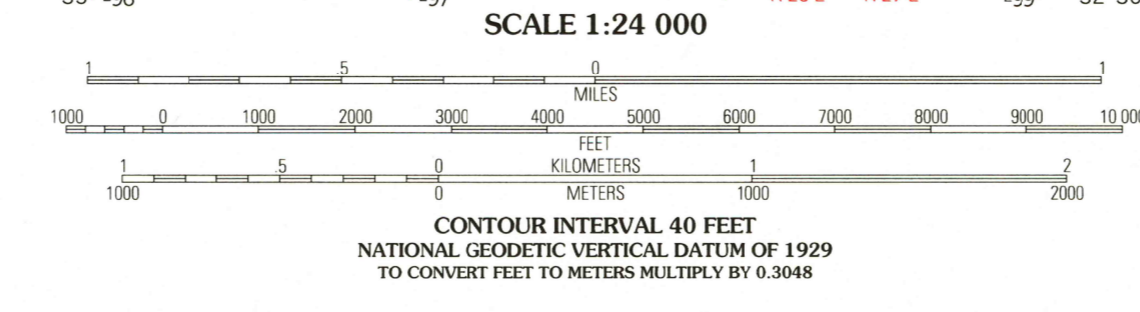 SCALE 1:24 000
1 .5 0 1
MILES
1000 0 1000 2000 3000 4000 5000 6000 7000 8000 9000 10 000
FEET
1 .5 0 KILOMETERS 1 2
1000 0 METERS 1000 2000
CONTOUR INTERVAL 40 FEET
NATIONAL GEODETIC VERTICAL DATUM OF 1929
TO CONVERT FEET TO METERS MULTIPLY BY 0.3048